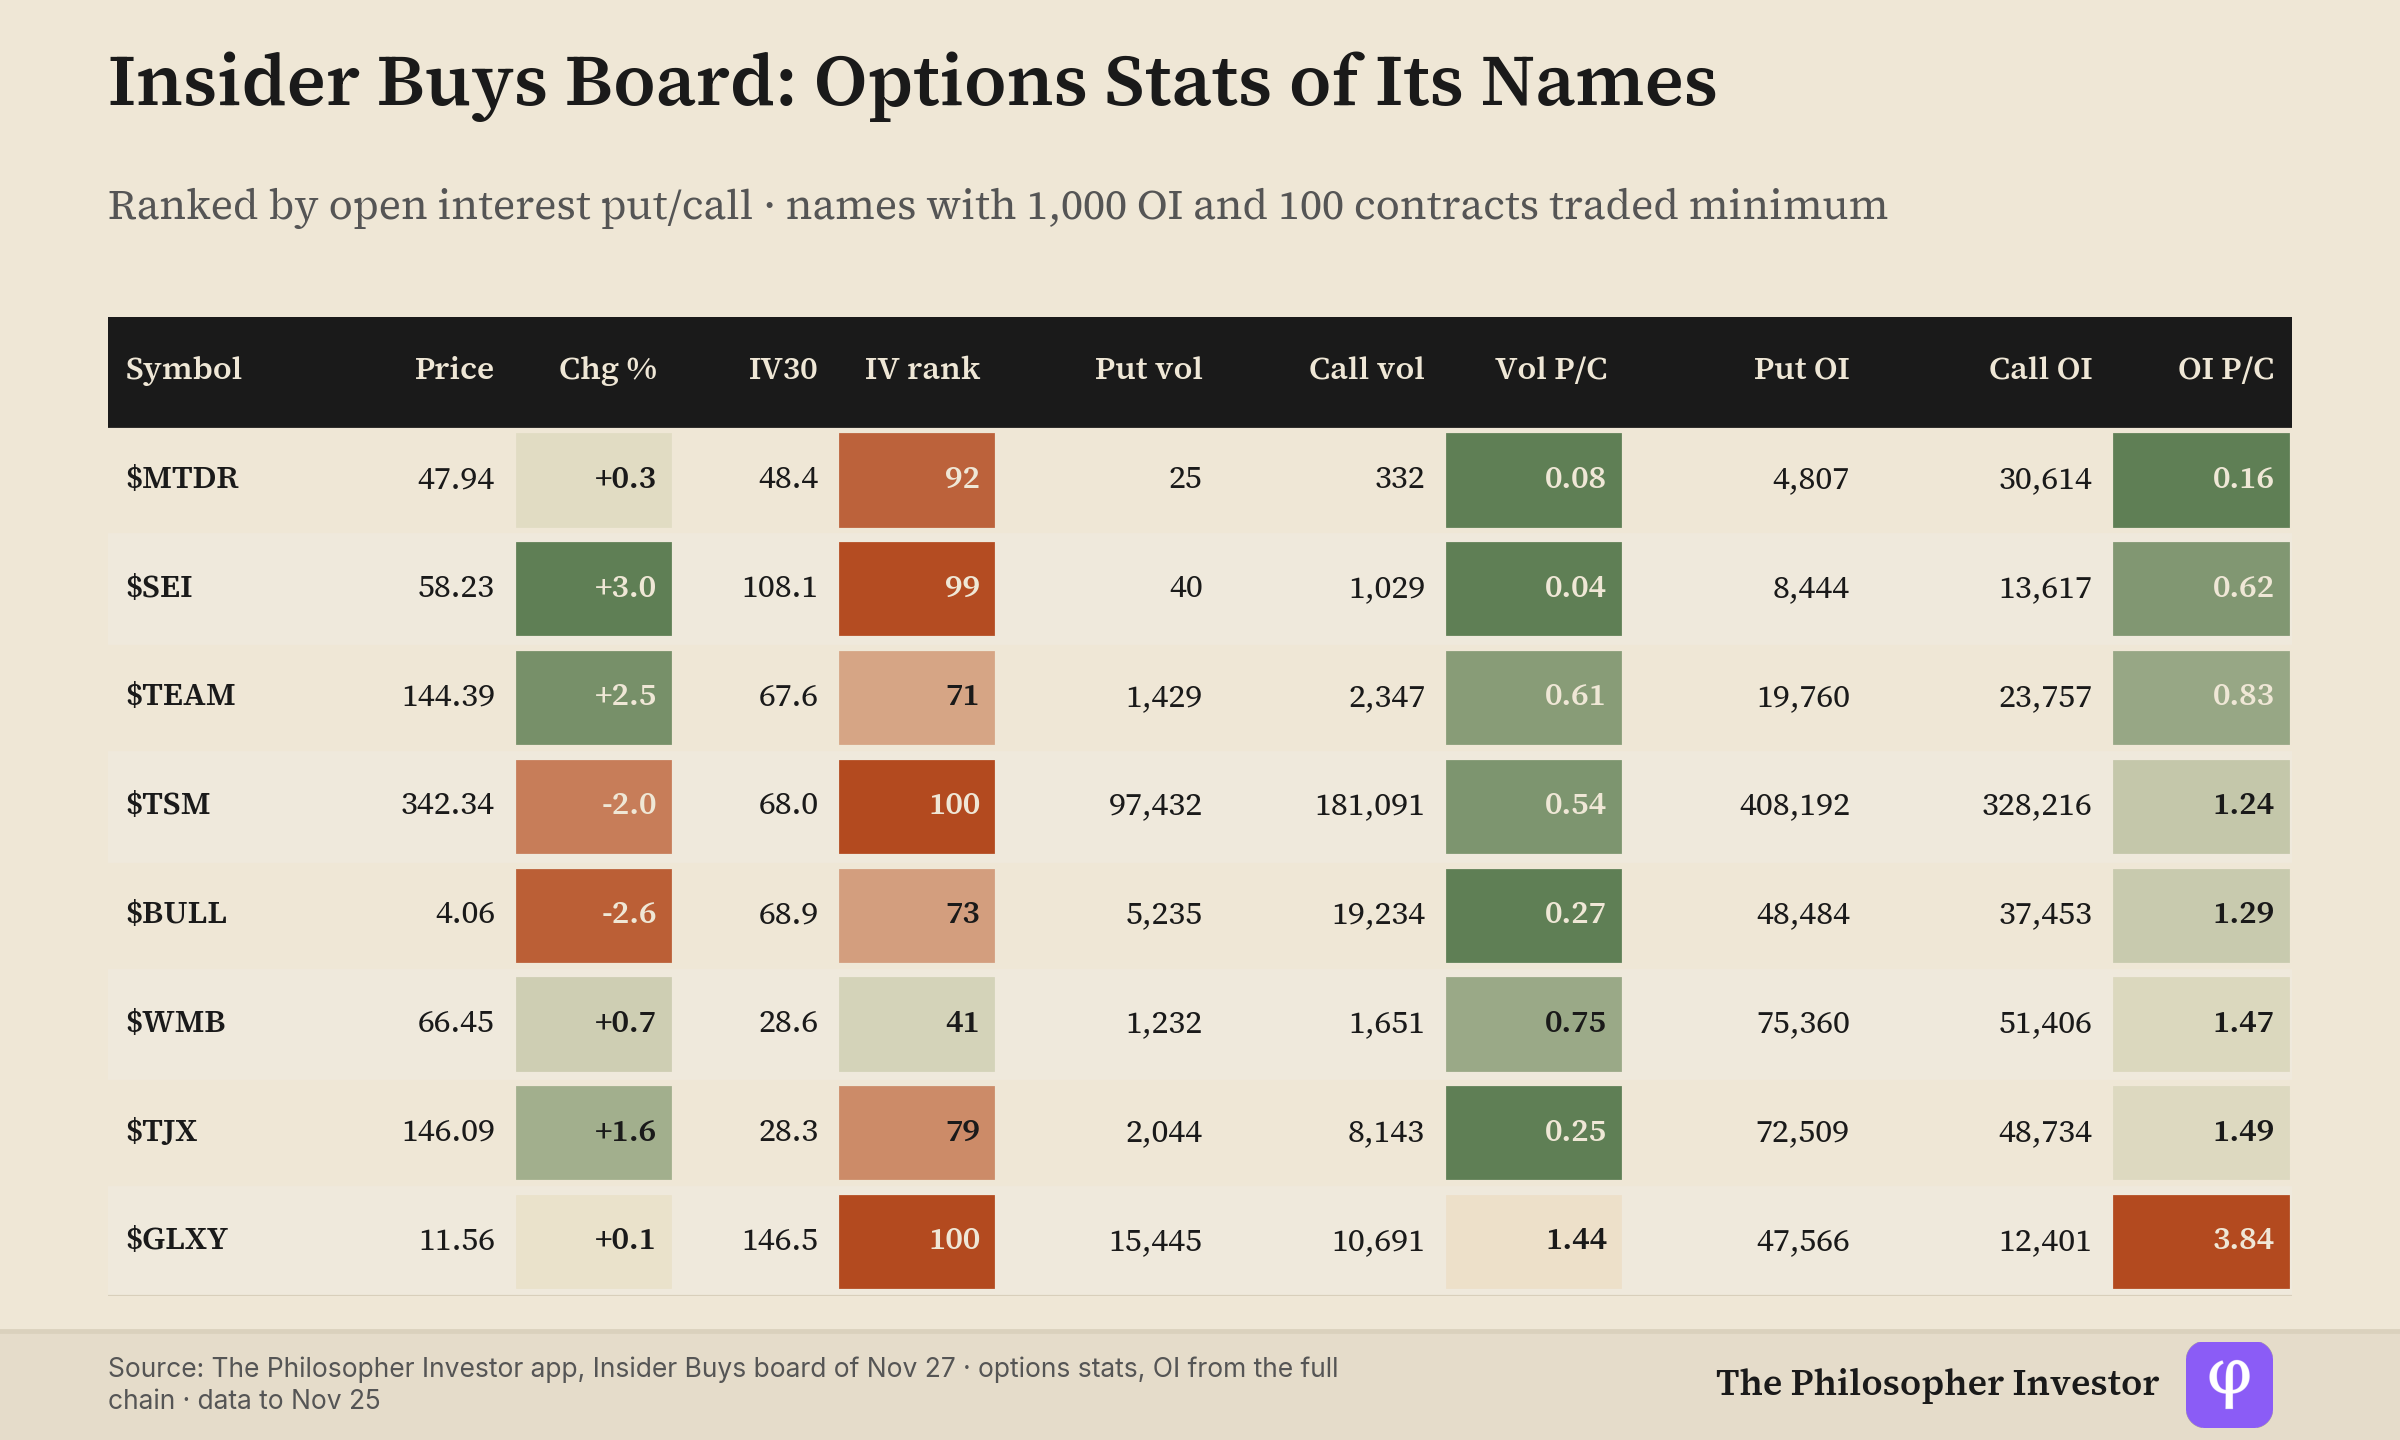 Insider Buys Board: Options Stats of Its Names
Ranked by open interest put/call · names with 1,000 OI and 100 contracts traded minimum
Symbol Price Chg % IV30 IV rank Put vol Call vol Vol P/C Put OI Call OI OI P/C
$MTDR 47.94 +0.3 48.4 92 25 332 0.08 4,807 30,614 0.16
$SEI 58.23 +3.0 108.1 99 40 1,029 0.04 8,444 13,617 0.62
$TEAM 144.39 +2.5 67.6 71 1,429 2,347 0.61 19,760 23,757 0.83
$TSM 342.34 -2.0 68.0 100 97,432 181,091 0.54 408,192 328,216 1.24
$BULL 4.06 -2.6 68.9 73 5,235 19,234 0.27 48,484 37,453 1.29
$WMB 66.45 +0.7 28.6 41 1,232 1,651 0.75 75,360 51,406 1.47
$TJX 146.09 +1.6 28.3 79 2,044 8,143 0.25 72,509 48,734 1.49
$GLXY 11.56 +0.1 146.5 100 15,445 10,691 1.44 47,566 12,401 3.84
Source: The Philosopher Investor app, Insider Buys board of Nov 27 · options stats, OI from the full
chain · data to Nov 25
The Philosopher Investor φ